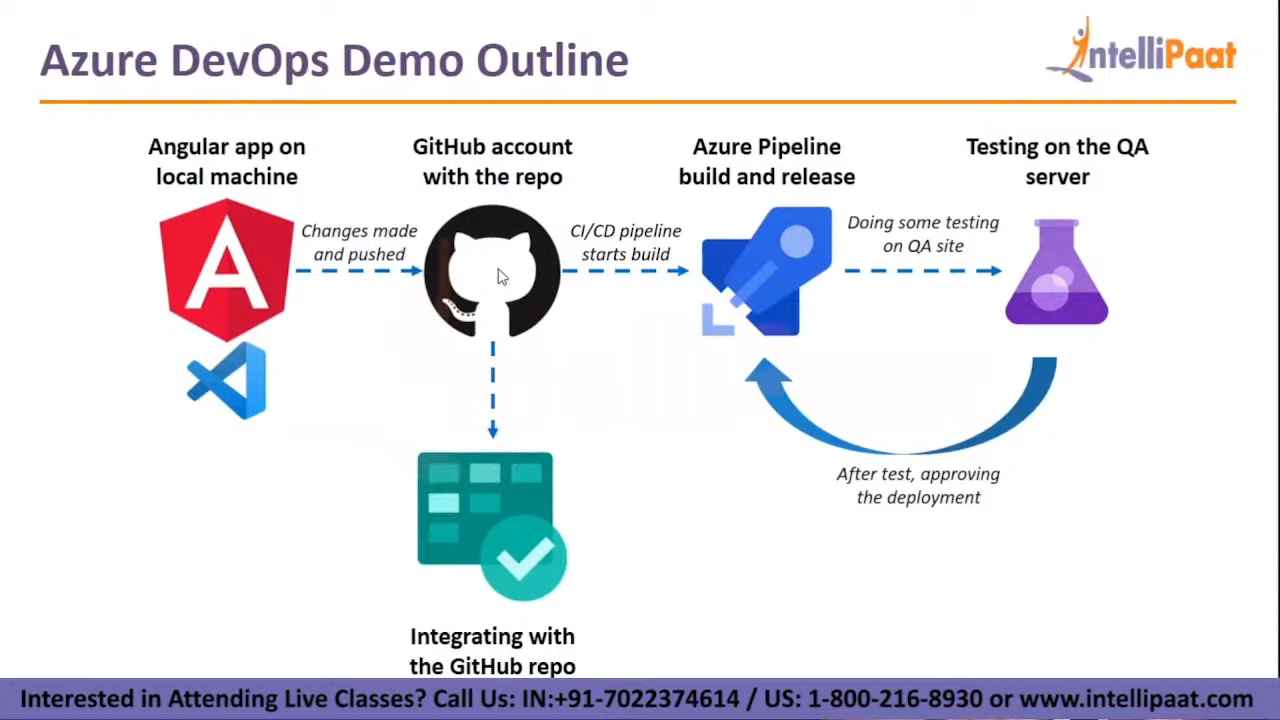 Azure DevOps Demo Outline
IntelliPaat
Angular app on
local machine
GitHub account
with the repo
Azure Pipeline
build and release
Testing on the QA
server
Changes made
and pushed
CI/CD pipeline
starts build
Doing some testing
on QA site
After test, approving
the deployment
Integrating with
the GitHub repo
Interested in Attending Live Classes? Call Us: IN:+91-7022374614 / US: 1-800-216-8930 or www.intellipaat.com